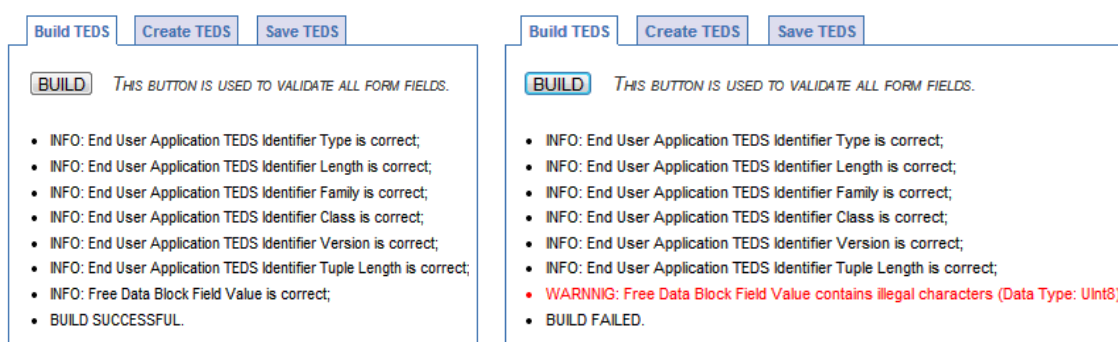 Build TEDS Create TEDS Save TEDS
BUILD THIS BUTTON IS USED TO VALIDATE ALL FORM FIELDS.
• INFO: End User Application TEDS Identifier Type is correct;
• INFO: End User Application TEDS Identifier Length is correct;
• INFO: End User Application TEDS Identifier Family is correct;
• INFO: End User Application TEDS Identifier Class is correct;
• INFO: End User Application TEDS Identifier Version is correct;
• INFO: End User Application TEDS Identifier Tuple Length is correct;
• INFO: Free Data Block Field Value is correct;
• BUILD SUCCESSFUL.
Build TEDS Create TEDS Save TEDS
BUILD THIS BUTTON IS USED TO VALIDATE ALL FORM FIELDS.
• INFO: End User Application TEDS Identifier Type is correct;
• INFO: End User Application TEDS Identifier Length is correct;
• INFO: End User Application TEDS Identifier Family is correct;
• INFO: End User Application TEDS Identifier Class is correct;
• INFO: End User Application TEDS Identifier Version is correct;
• INFO: End User Application TEDS Identifier Tuple Length is correct;
• WARNNIG: Free Data Block Field Value contains illegal characters (Data Type: UInt8)
• BUILD FAILED.